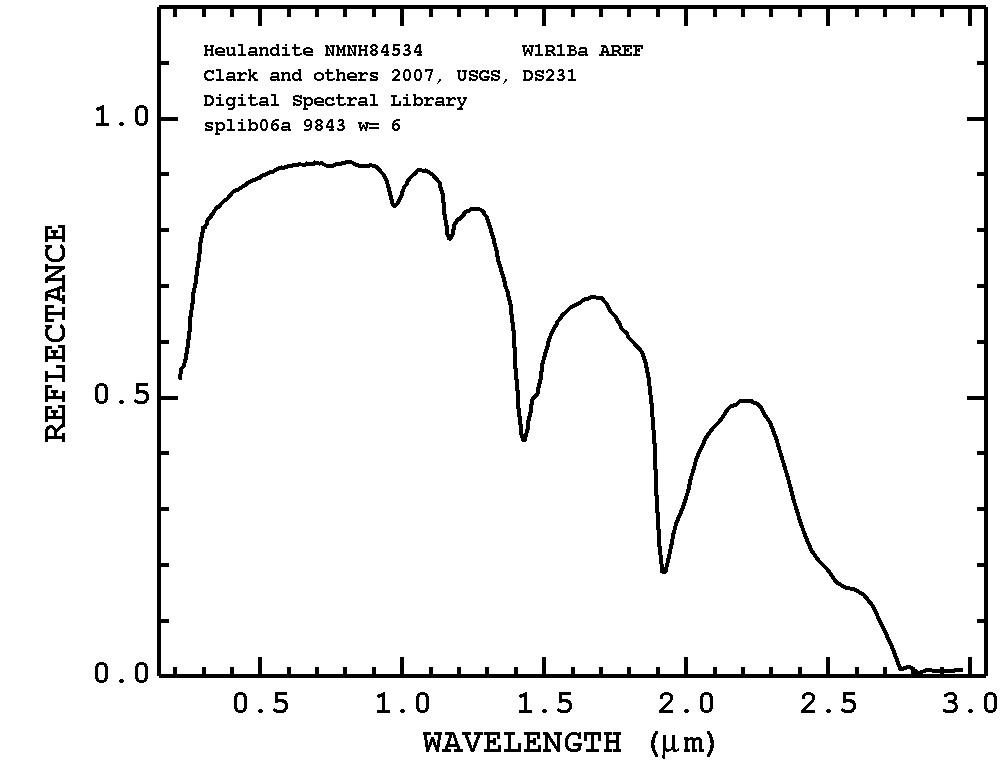 Heulandite NMNH84534 W1R1Ba AREF
Clark and others 2007, USGS, DS231
Digital Spectral Library
splib06a 9843 w= 6
1.0
0.5
0.0
REFLECTANCE
0.5 1.0 1.5 2.0 2.5 3.0
WAVELENGTH (μm)